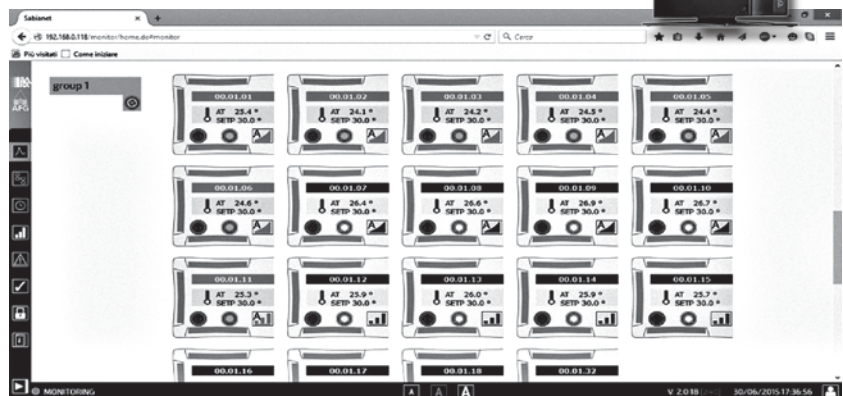 Sabianet
192.168.0.118/monitor/home.do#monitor
Cerca
Più visitati Come iniziare
group 1
00.01.01
AT 25.4 °
SETP 30.0 °
A
00.01.02
AT 24.1 °
SETP 30.0 °
A
00.01.03
AT 24.2 °
SETP 30.0 °
A
00.01.04
AT 24.5 °
SETP 30.0 °
A
00.01.05
AT 24.4 °
SETP 30.0 °
A
00.01.06
AT 24.6 °
SETP 30.0 °
A
00.01.07
AT 26.4 °
SETP 30.0 °
A
00.01.08
AT 26.6 °
SETP 30.0 °
A
00.01.09
AT 26.9 °
SETP 30.0 °
A
00.01.10
AT 26.7 °
SETP 30.0 °
A
00.01.11
AT 25.3 °
SETP 30.0 °
A
00.01.12
AT 25.9 °
SETP 30.0 °
00.01.13
AT 26.0 °
SETP 30.0 °
00.01.14
AT 25.9 °
SETP 30.0 °
00.01.15
AT 25.7 °
SETP 30.0 °
00.01.16
00.01.17
00.01.18
00.01.32
MONITORING
A A A
V 2.0.18
30/06/2015 17:36:56